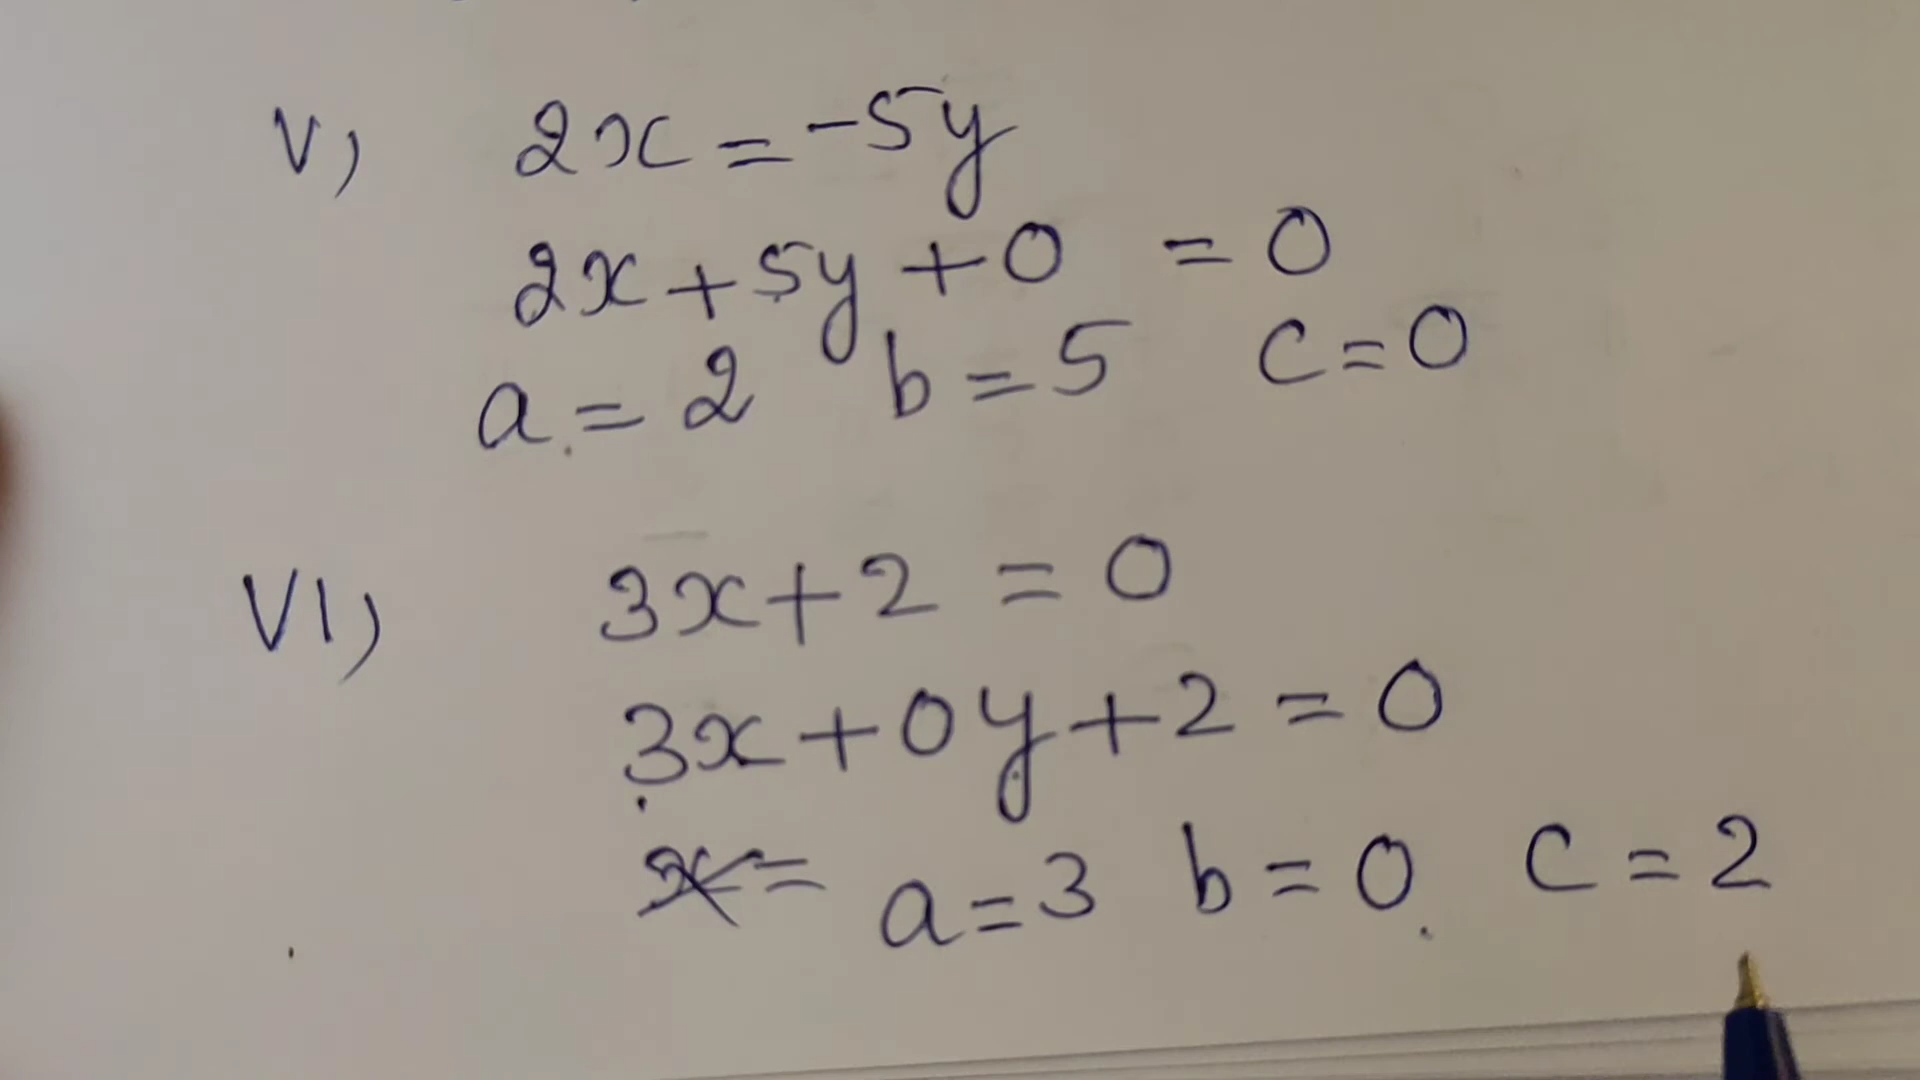 V) 2x = -5y
2x + 5y + 0 = 0
a = 2 b = 5 c = 0
VI) 3x + 2 = 0
3x + 0y + 2 = 0
x = a = 3 b = 0 c = 2